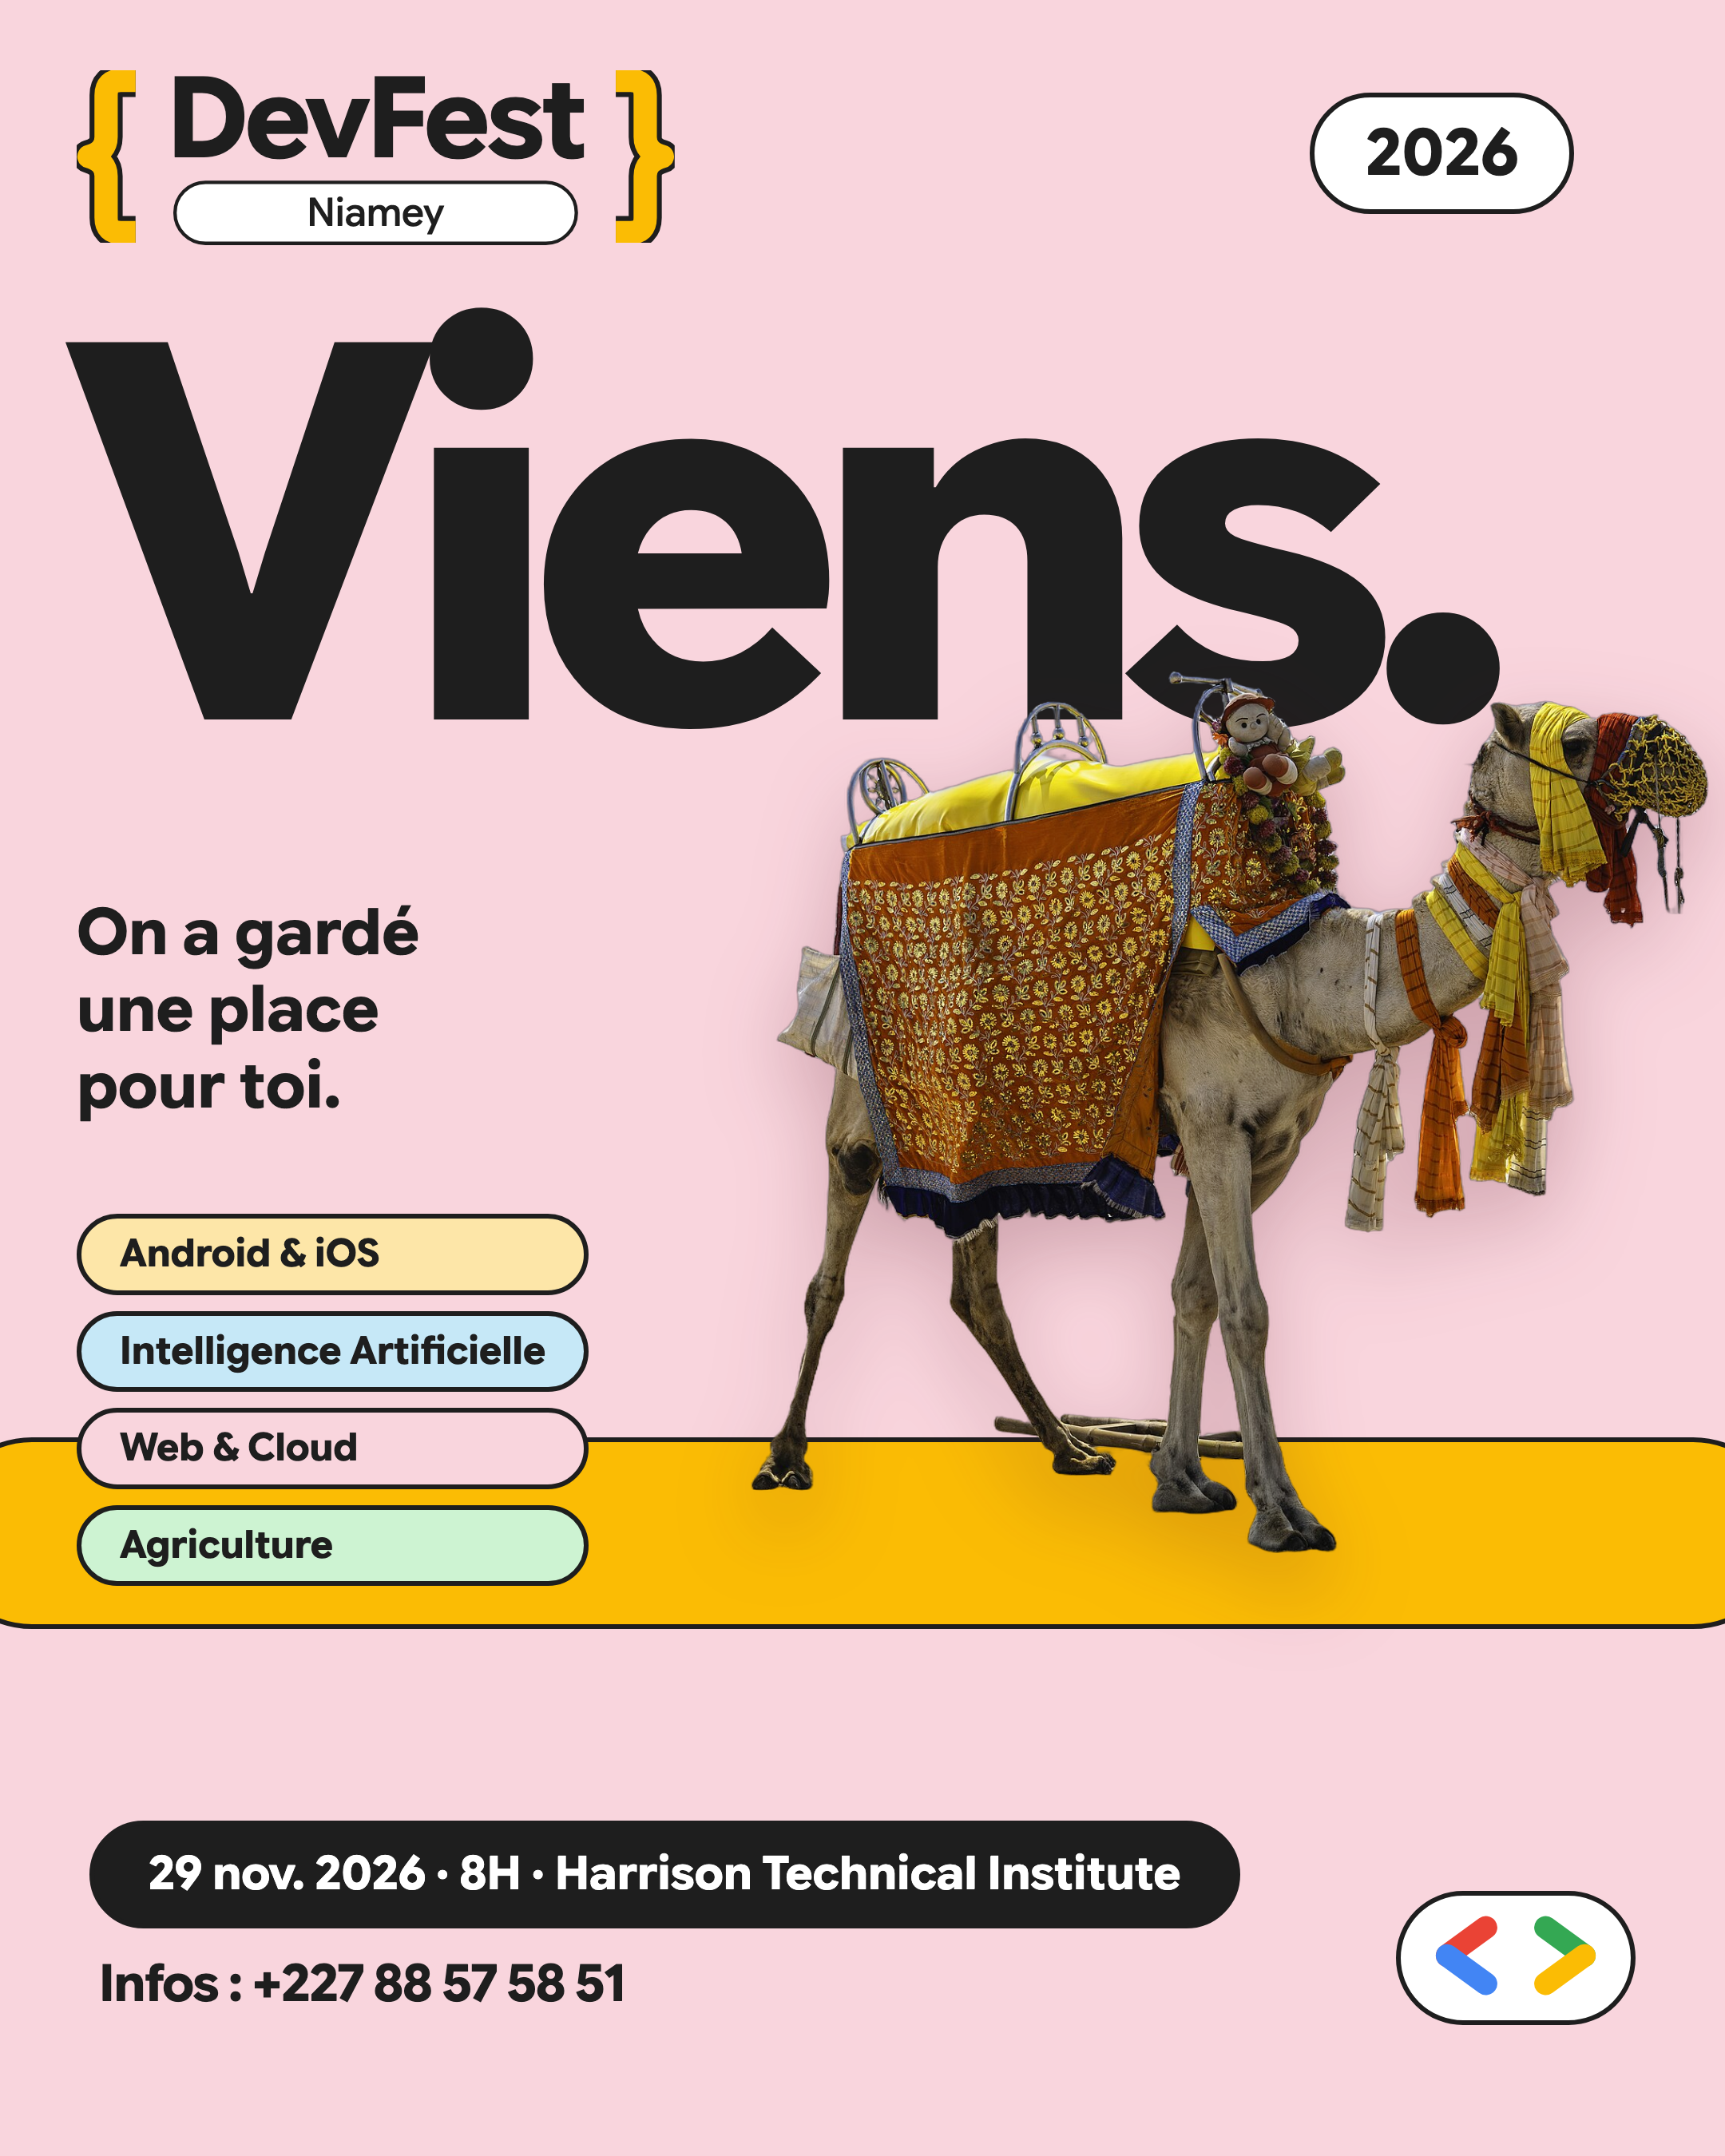 DevFest
Niamey
2026
Viens.
On a gardé
une place
pour toi.
Android & iOS
Intelligence Artificielle
Web & Cloud
Agriculture
29 nov. 2026 · 8H · Harrison Technical Institute
Infos : +227 88 57 58 51